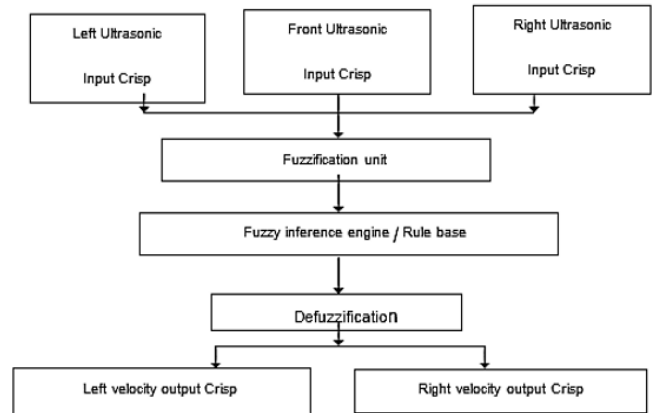 Left Ultrasonic
Input Crisp
Front Ultrasonic
Input Crisp
Right Ultrasonic
Input Crisp
Fuzzification unit
Fuzzy inference engine / Rule base
Defuzzification
Left velocity output Crisp
Right velocity output Crisp